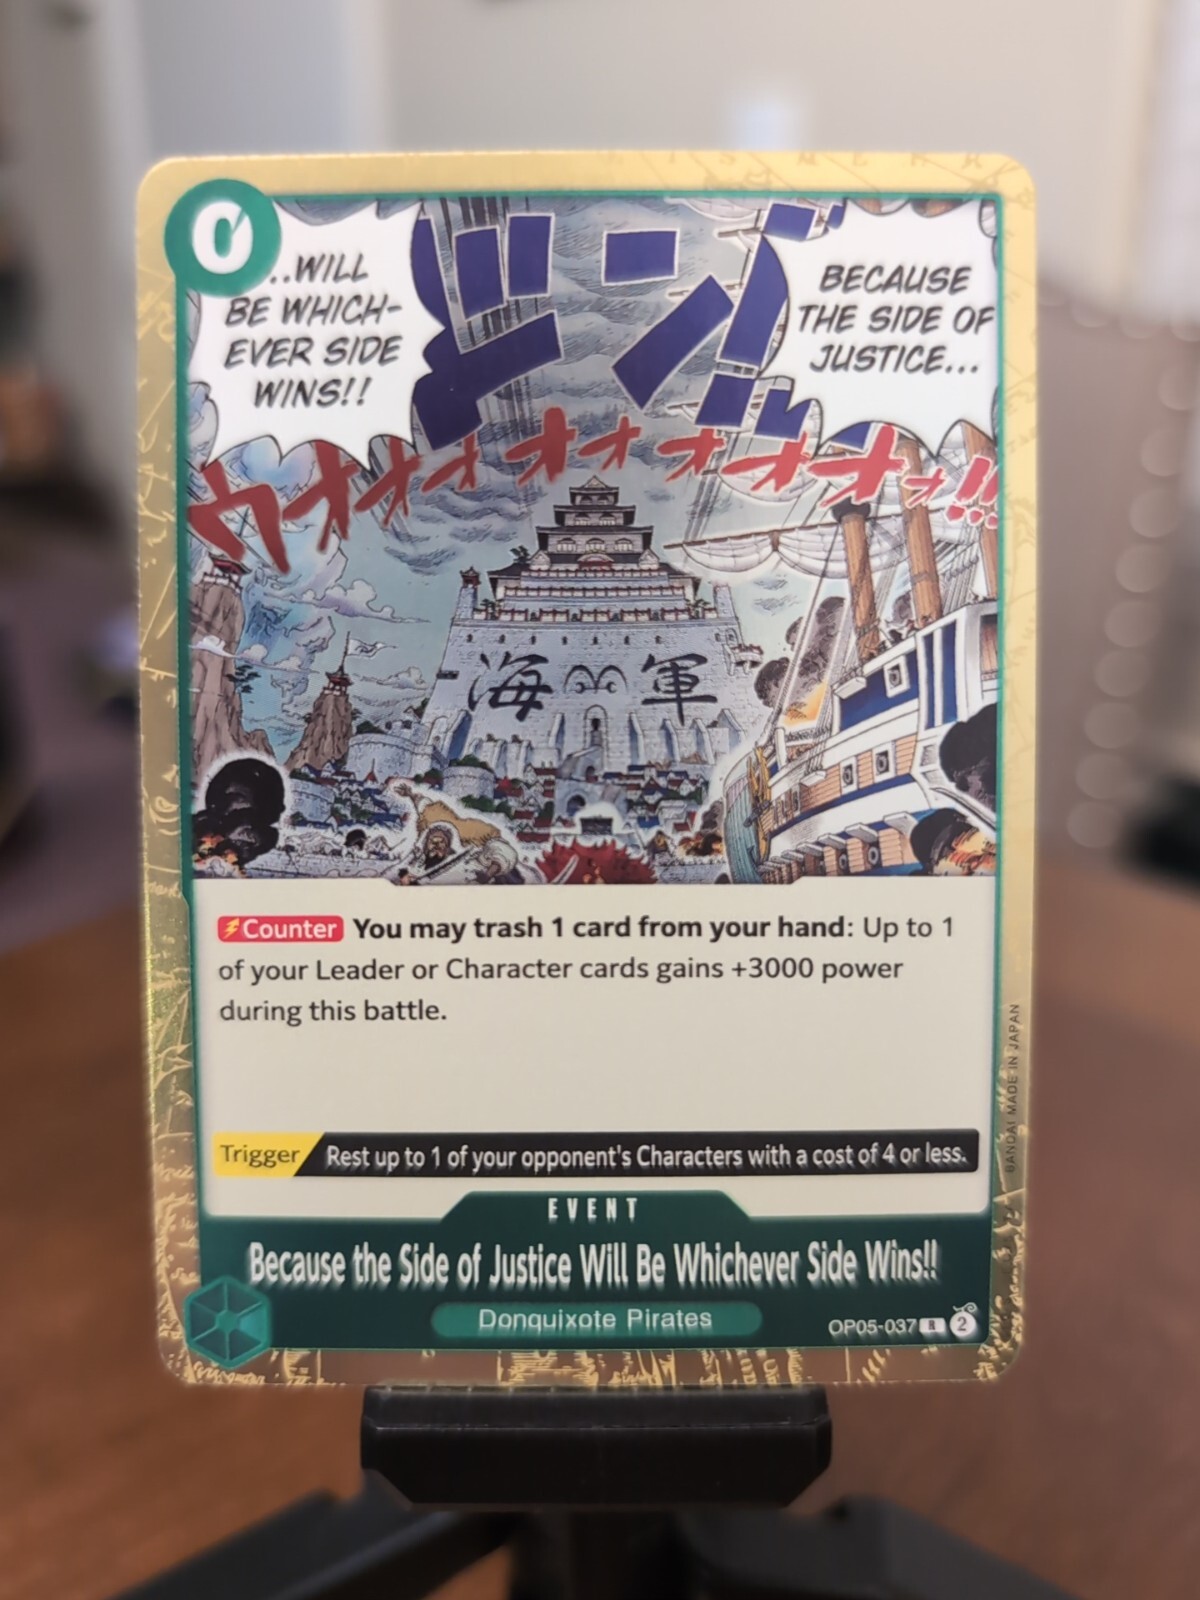 0
..WILL
BE WHICH-
EVER SIDE
WINS!!
BECAUSE
THE SIDE OF
JUSTICE...
ドン!!
ウオオオオオオオオオ!!
海 軍
Counter You may trash 1 card from your hand: Up to 1
of your Leader or Character cards gains +3000 power
during this battle.
Trigger Rest up to 1 of your opponent's Characters with a cost of 4 or less.
EVENT
Because the Side of Justice Will Be Whichever Side Wins!!
Donquixote Pirates
OP05-037 R 2
BANDAI MADE IN JAPAN